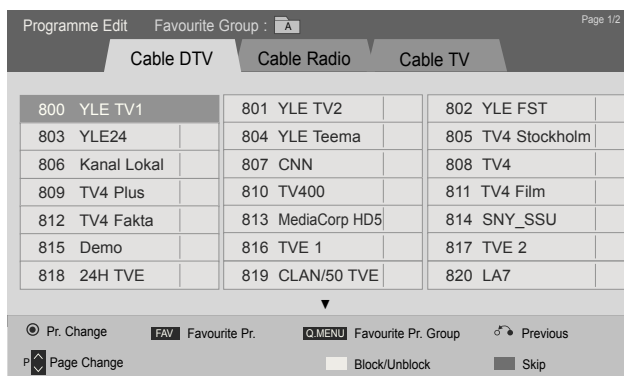 Programme Edit Favourite Group : A Page 1/2
Cable DTV Cable Radio Cable TV
800 YLE TV1 801 YLE TV2 802 YLE FST
803 YLE24 804 YLE Teema 805 TV4 Stockholm
806 Kanal Lokal 807 CNN 808 TV4
809 TV4 Plus 810 TV400 811 TV4 Film
812 TV4 Fakta 813 MediaCorp HD5 814 SNY_SSU
815 Demo 816 TVE 1 817 TVE 2
818 24H TVE 819 CLAN/50 TVE 820 LA7
Pr. Change FAV Favourite Pr. Q.MENU Favourite Pr. Group Previous
P Page Change Block/Unblock Skip